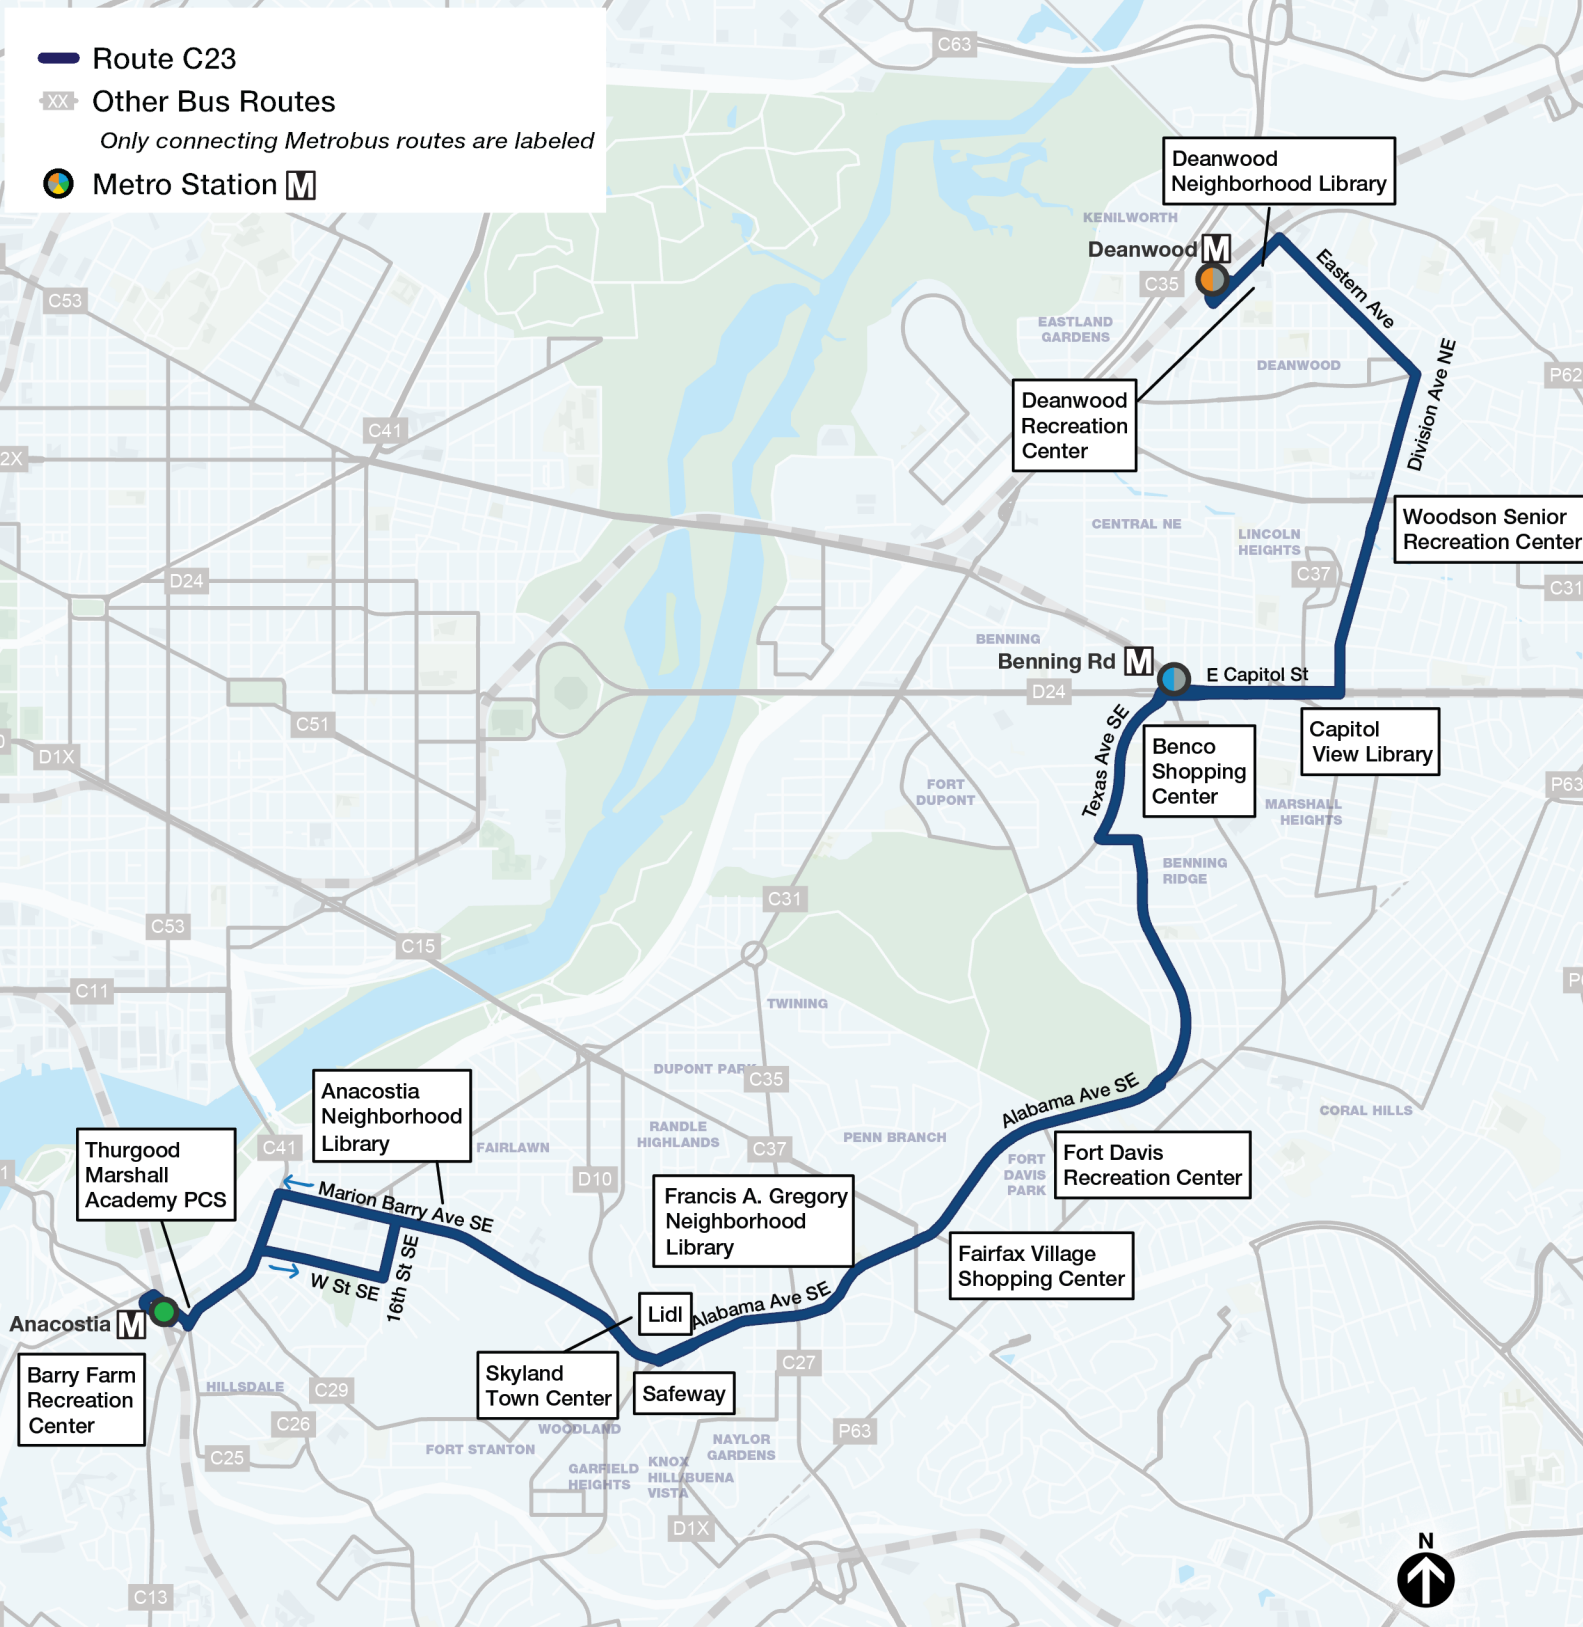 Route C23
XX Other Bus Routes
Only connecting Metrobus routes are labeled
Metro Station M
C63
Deanwood
Neighborhood Library
KENILWORTH
Deanwood M
C35
C53
Eastern Ave
EASTLAND
GARDENS
DEANWOOD
Division Ave NE
P62
Deanwood
Recreation
Center
C41
2X
Woodson Senior
Recreation Center
CENTRAL NE
LINCOLN
HEIGHTS
C37
C31
D24
BENNING
Benning Rd M
E Capitol St
D24
C51
D1X
Texas Ave SE
Capitol
View Library
Benco
Shopping
Center
FORT
DUPONT
MARSHALL
HEIGHTS
P63
BENNING
RIDGE
C31
C53
C15
C11
TWINING
DUPONT PARK
C35
Alabama Ave SE
CORAL HILLS
Anacostia
Neighborhood
Library
RANDLE
HIGHLANDS
PENN BRANCH
C37
FAIRLAWN
C41
Thurgood
Marshall
Academy PCS
D10
Fort Davis
Recreation Center
FORT
DAVIS
PARK
Francis A. Gregory
Neighborhood
Library
Marion Barry Ave SE
W St SE
16th St SE
Fairfax Village
Shopping Center
Anacostia M
Lidl
Alabama Ave SE
Barry Farm
Recreation
Center
Skyland
Town Center
Safeway
C27
HILLSDALE
C29
C26
C25
WOODLAND
FORT STANTON
NAYLOR
GARDENS
P63
GARFIELD
HEIGHTS
KNOX
HILL/BUENA
VISTA
D1X
C13
N